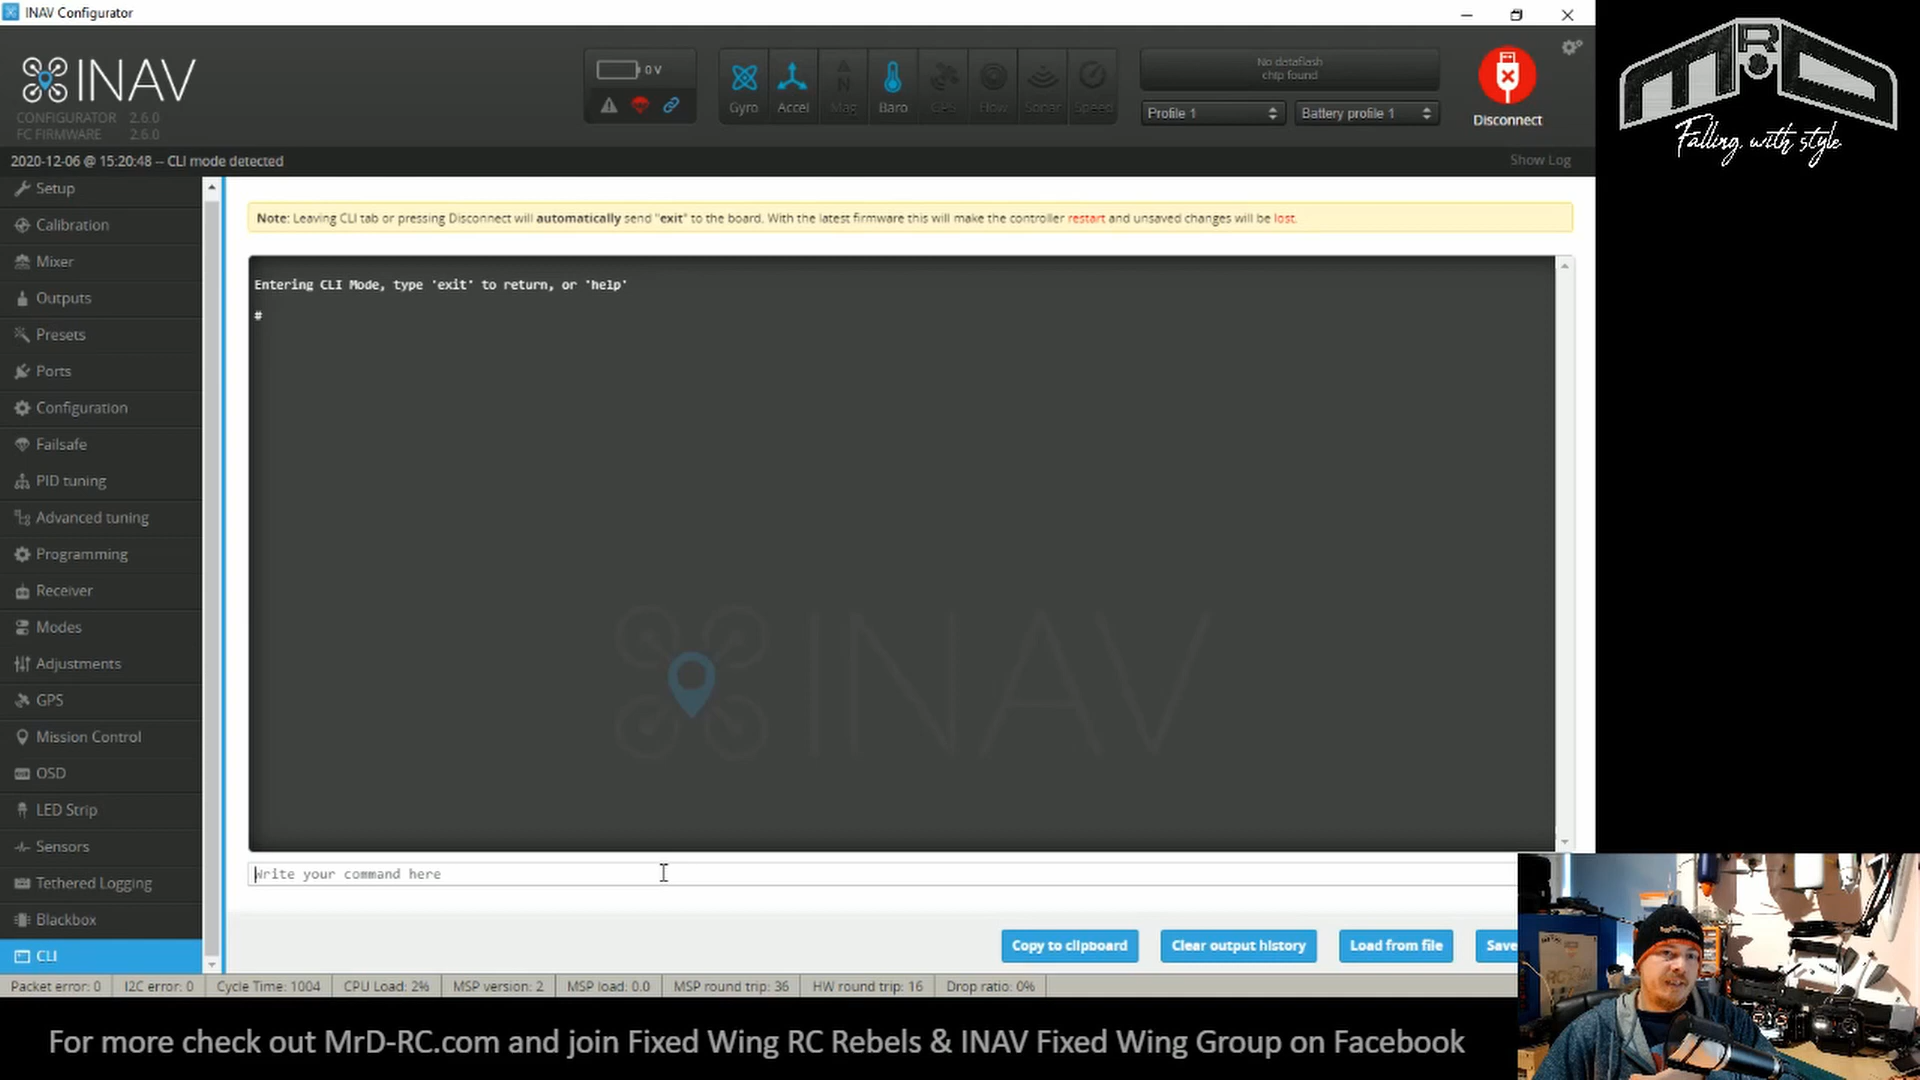 INAV Configurator
INAV
CONFIGURATOR 2.6.0
FC FIRMWARE 2.6.0
0 V
Gyro
Accel
Mag
Baro
GPS
Flow
Sonar
Speed
No dataflash
chip found
Profile 1
Battery profile 1
Disconnect
2020-12-06 @ 15:20:48 -- CLI mode detected
Show Log
MRD
Falling with style
Setup
Calibration
Mixer
Outputs
Presets
Ports
Configuration
Failsafe
PID tuning
Advanced tuning
Programming
Receiver
Modes
Adjustments
GPS
Mission Control
OSD
LED Strip
Sensors
Tethered Logging
Blackbox
CLI
Note: Leaving CLI tab or pressing Disconnect will automatically send "exit" to the board. With the latest firmware this will make the controller restart and unsaved changes will be lost.
Entering CLI Mode, type 'exit' to return, or 'help'
#
INAV
Write your command here
Copy to clipboard
Clear output history
Load from file
Save
Packet error: 0
I2C error: 0
Cycle Time: 1004
CPU Load: 2%
MSP version: 2
MSP load: 0.0
MSP round trip: 36
HW round trip: 16
Drop ratio: 0%
For more check out MrD-RC.com and join Fixed Wing RC Rebels & INAV Fixed Wing Group on Facebook